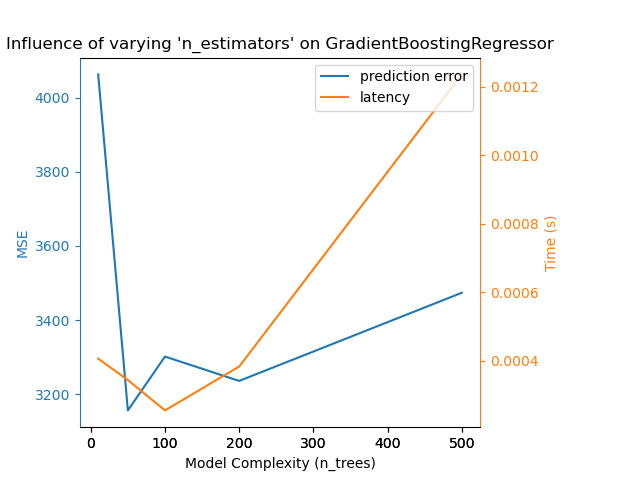 Influence of varying 'n_estimators' on GradientBoostingRegressor
prediction error
latency
4000
3800
3600
3400
3200
MSE
0.0012
0.0010
0.0008
0.0006
0.0004
Time (s)
0 100 200 300 400 500
Model Complexity (n_trees)